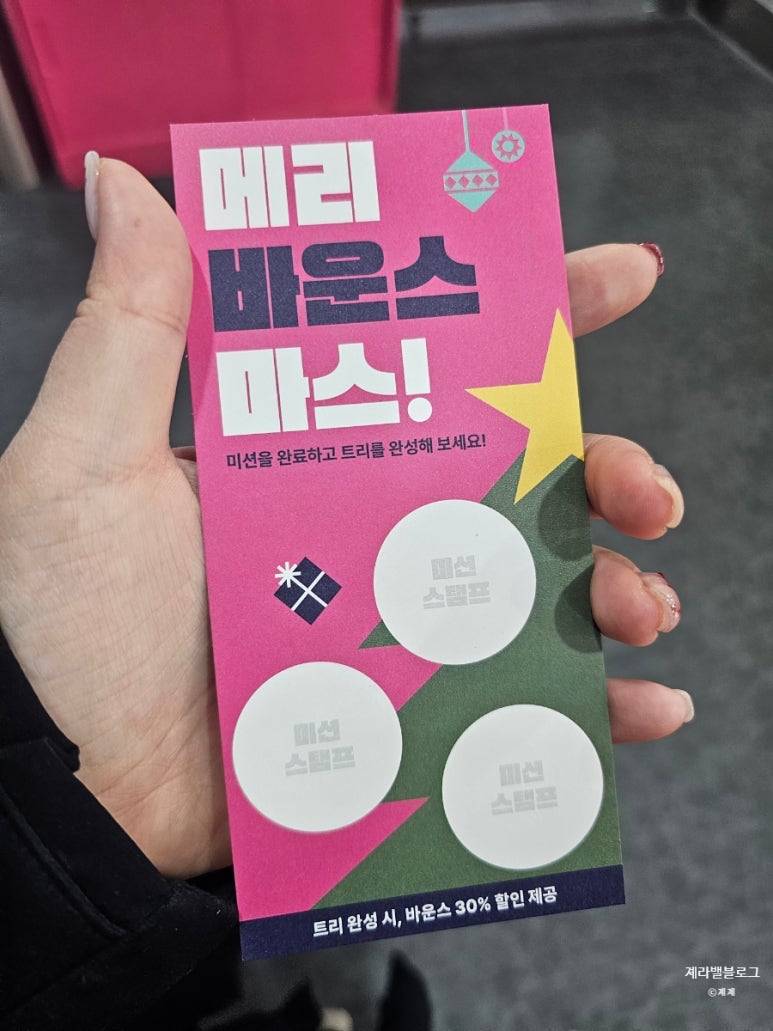 메리
바운스
마스!
미션을 완료하고 트리를 완성해 보세요!
미션
스탬프
미션
스탬프
미션
스탬프
트리 완성 시, 바운스 30% 할인 제공
제라밸블로그
©제제